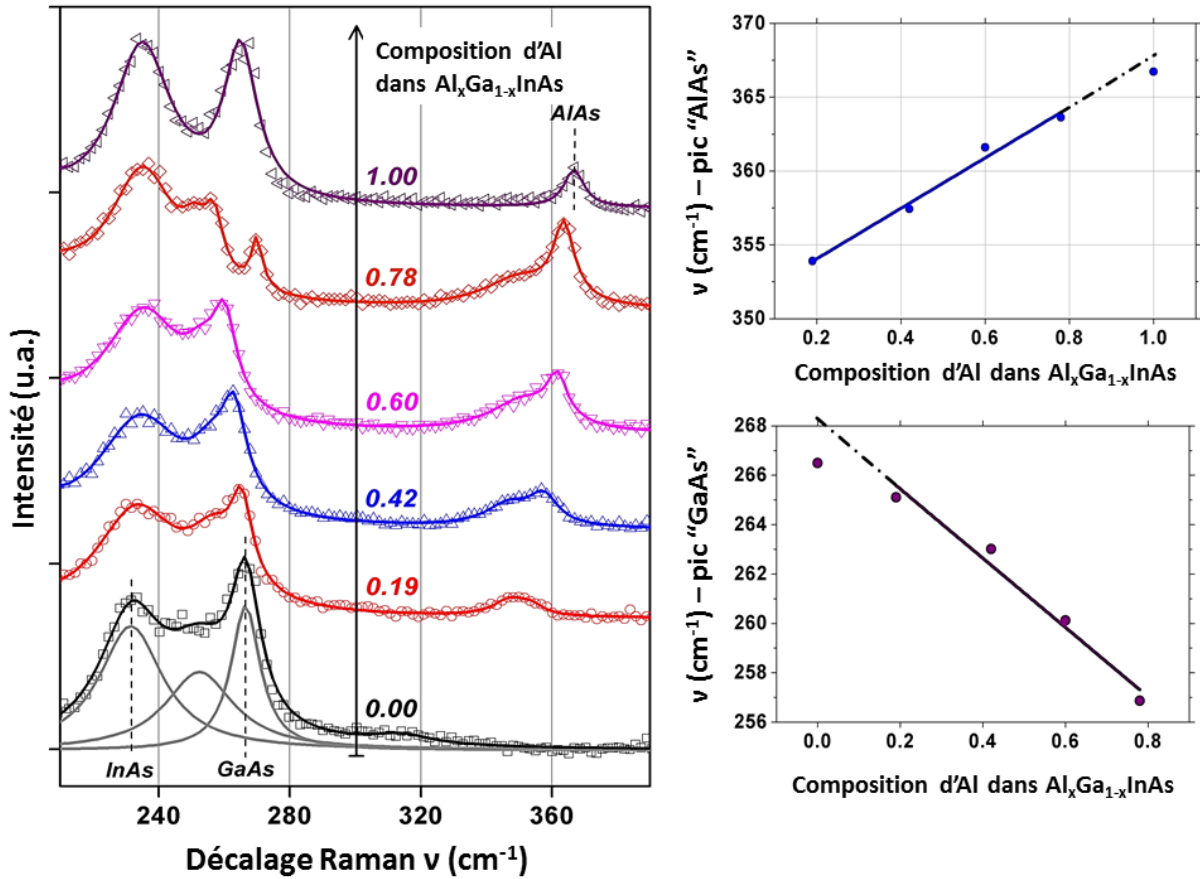 Composition d'Al
dans AlₓGa₁₋ₓInAs
AlAs
1.00
0.78
0.60
0.42
0.19
0.00
InAs
GaAs
240
280
320
360
Intensité (u.a.)
Décalage Raman ν (cm⁻¹)
370
365
360
355
350
0.2
0.4
0.6
0.8
1.0
ν (cm⁻¹) – pic “AlAs”
Composition d'Al dans AlₓGa₁₋ₓInAs
268
266
264
262
260
258
256
0.0
0.2
0.4
0.6
0.8
ν (cm⁻¹) – pic “GaAs”
Composition d'Al dans AlₓGa₁₋ₓInAs